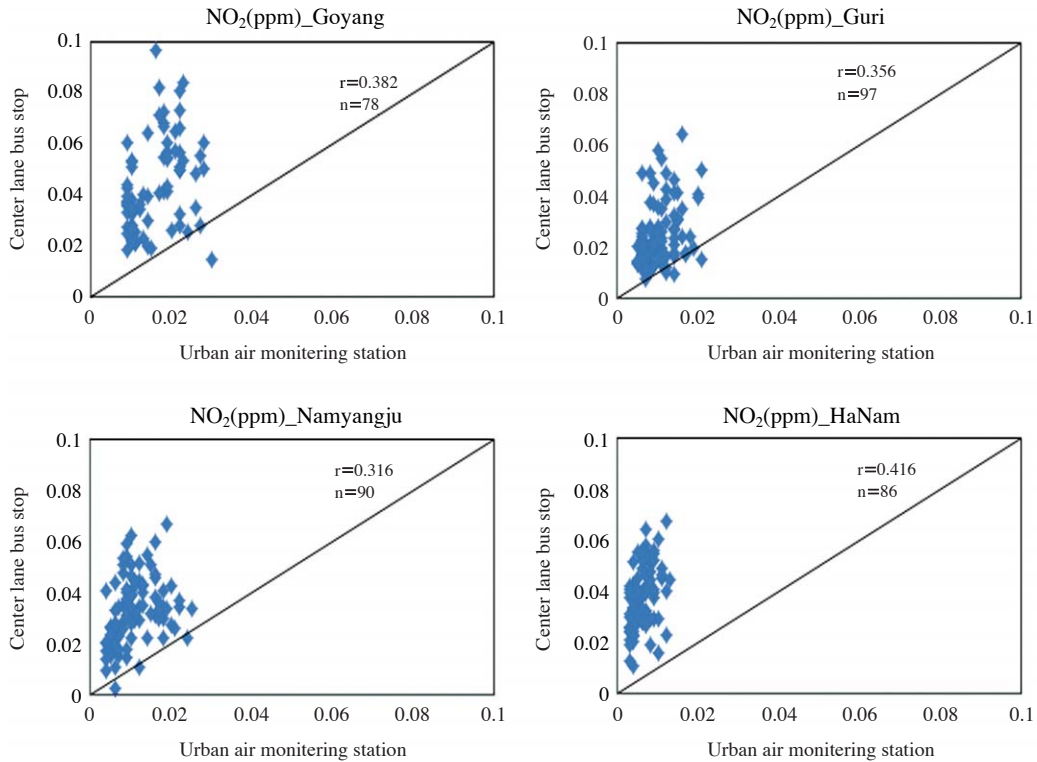 NO₂(ppm)_Goyang
0.1
0.08
0.06
0.04
0.02
0
Center lane bus stop
r=0.382
n=78
0 0.02 0.04 0.06 0.08 0.1
Urban air monitering station
NO₂(ppm)_Guri
0.1
0.08
0.06
0.04
0.02
0
Center lane bus stop
r=0.356
n=97
0 0.02 0.04 0.06 0.08 0.1
Urban air monitering station
NO₂(ppm)_Namyangju
0.1
0.08
0.06
0.04
0.02
0
Center lane bus stop
r=0.316
n=90
0 0.02 0.04 0.06 0.08 0.1
Urban air monitering station
NO₂(ppm)_HaNam
0.1
0.08
0.06
0.04
0.02
0
Center lane bus stop
r=0.416
n=86
0 0.02 0.04 0.06 0.08 0.1
Urban air monitering station